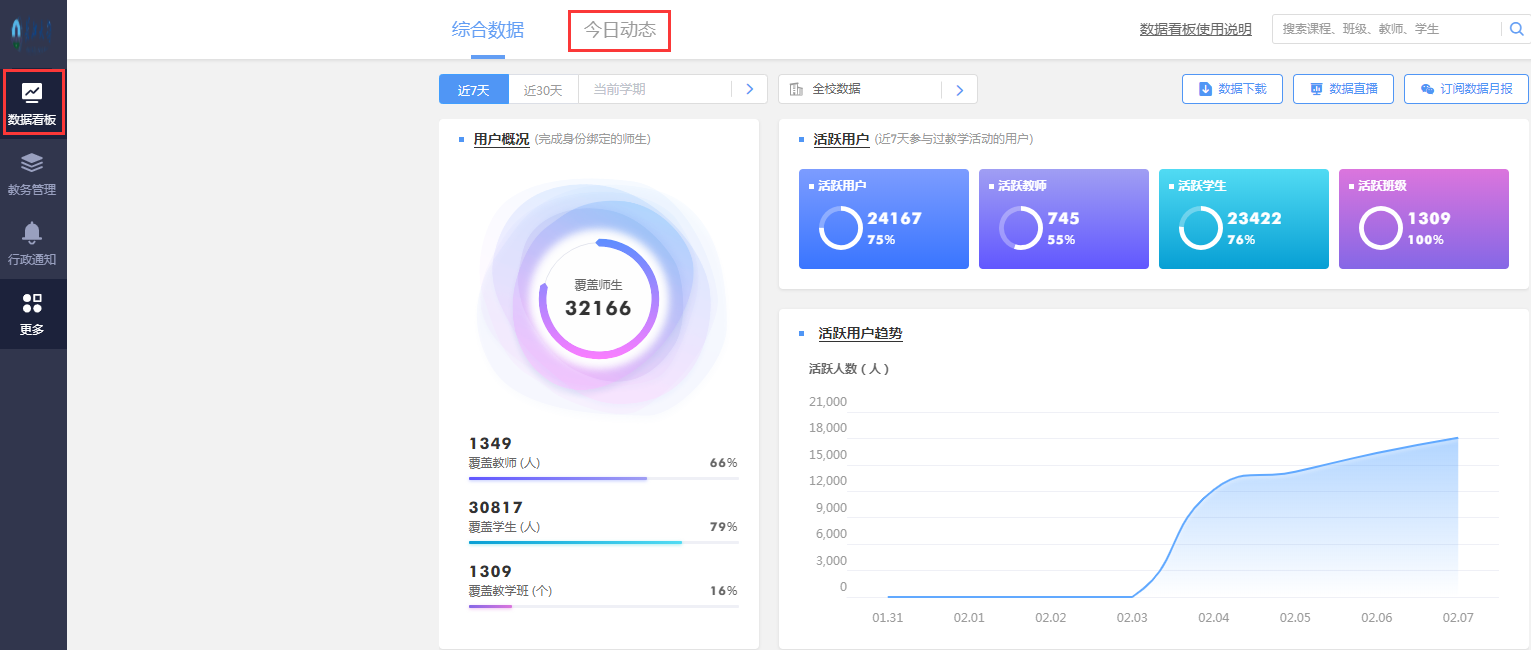 综合数据
今日动态
数据看板使用说明
搜索课程、班级、教师、学生
数据看板
教务管理
行政通知
更多
近7天
近30天
当前学期
全校数据
数据下载
数据直播
订阅数据月报
用户概况 (完成身份绑定的师生)
覆盖师生
32166
1349
覆盖教师 (人)
66%
30817
覆盖学生 (人)
79%
1309
覆盖教学班 (个)
16%
活跃用户 (近7天参与过教学活动的用户)
活跃用户
24167
75%
活跃教师
745
55%
活跃学生
23422
76%
活跃班级
1309
100%
活跃用户趋势
活跃人数 ( 人 )
21,000
18,000
15,000
12,000
9,000
6,000
3,000
0
01.31
02.01
02.02
02.03
02.04
02.05
02.06
02.07